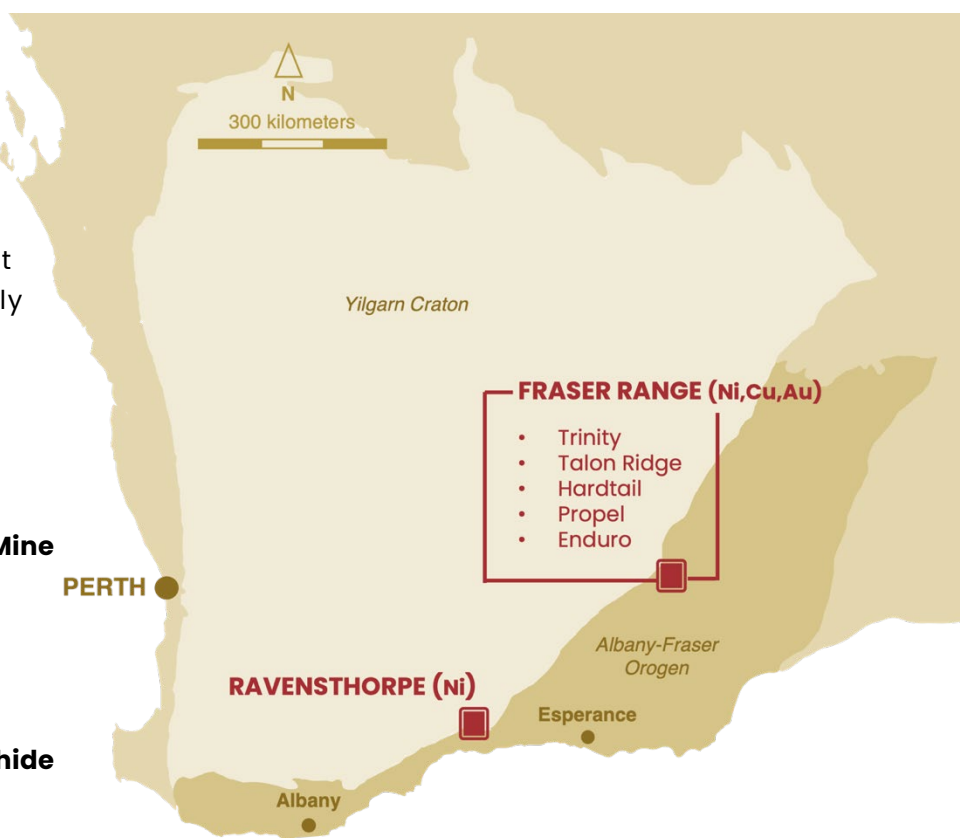 N
300 kilometers
t
ly
Yilgarn Craton
FRASER RANGE (Ni,Cu,Au)
• Trinity
• Talon Ridge
• Hardtail
• Propel
• Enduro
Mine
PERTH
Albany-Fraser
Orogen
RAVENSTHORPE (Ni)
Esperance
hide
Albany